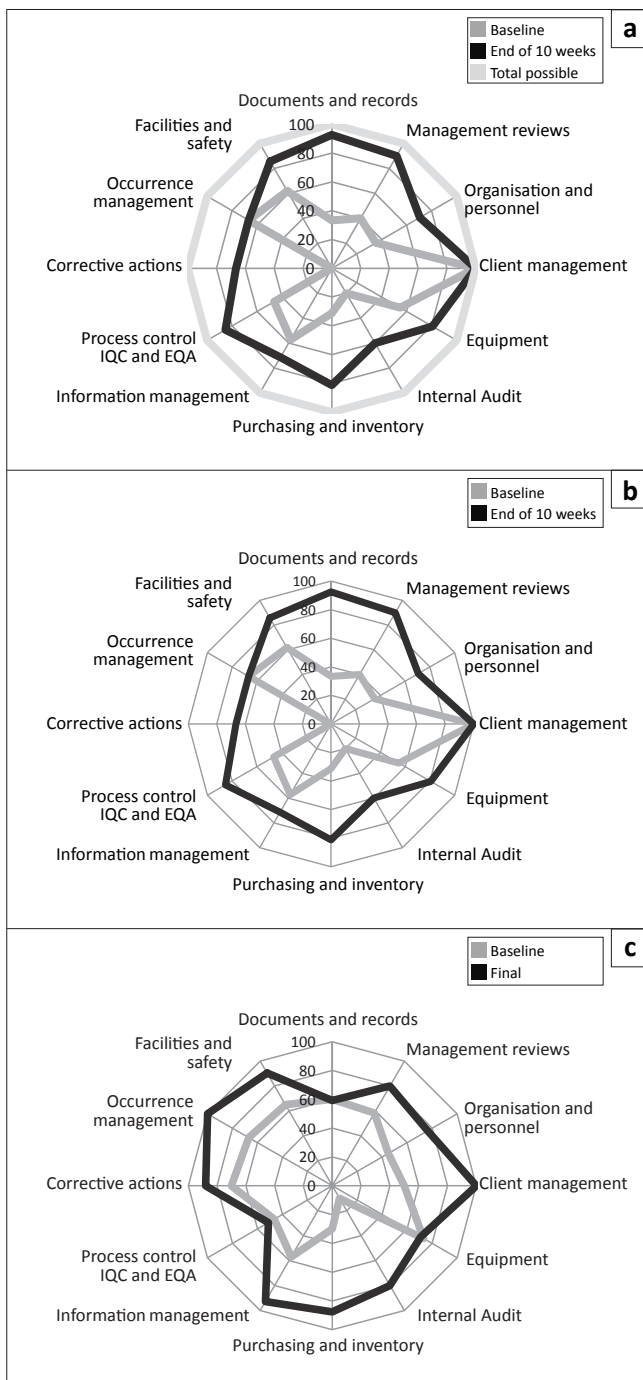 a
Baseline
End of 10 weeks
Total possible
Documents and records
Facilities and
safety
Management reviews
Occurrence
management
Organisation and
personnel
Corrective actions
Client management
Process control
IQC and EQA
Equipment
Information management
Internal Audit
Purchasing and inventory
100
80
60
40
20
0
b
Baseline
End of 10 weeks
Documents and records
Facilities and
safety
Management reviews
Occurrence
management
Organisation and
personnel
Corrective actions
Client management
Process control
IQC and EQA
Equipment
Information management
Internal Audit
Purchasing and inventory
100
80
60
40
20
0
c
Baseline
Final
Documents and records
Facilities and
safety
Management reviews
Occurrence
management
Organisation and
personnel
Corrective actions
Client management
Process control
IQC and EQA
Equipment
Information management
Internal Audit
Purchasing and inventory
100
80
60
40
20
0